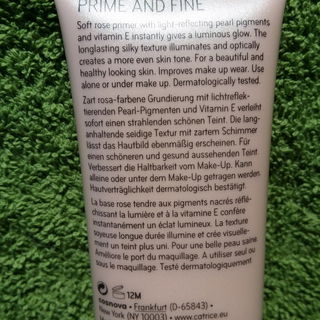 PRIME AND FINE
Soft rose primer with light-reflecting pearl pigments
and vitamin E instantly gives a luminous glow. The
longlasting silky texture illuminates and optically
creates a more even skin tone. For a beautiful and
healthy looking skin. Improves make up wear. Use
alone or under make up. Dermatologically tested.
Zart rosa-farbene Grundierung mit lichtreflek-
tierenden Pearl-Pigmenten und Vitamin E verleiht
sofort einen strahlenden schönen Teint. Die lang-
anhaltende seidige Textur mit zartem Schimmer
lässt das Hautbild ebenmäßig erscheinen. Für
einen schöneren und gesund aussehenden Teint.
Verbessert die Haltbarkeit vom Make-Up. Kann
alleine oder unter dem Make-Up getragen werden.
Hautverträglichkeit dermatologisch bestätigt.
La base rose tendre aux pigments nacrés réflé-
chissant la lumière et à la vitamine E confère
instantanément un éclat lumineux. La texture
soyeuse longue durée illumine et crée visuelle-
ment un teint plus uni. Pour une belle peau saine
Améliore le port du maquillage. A utiliser seul ou
sous le maquillage. Testé dermatologiquement.
12M
cosnova • Frankfurt (D-65843) •
New York (NY 10003) • www.catrice.eu